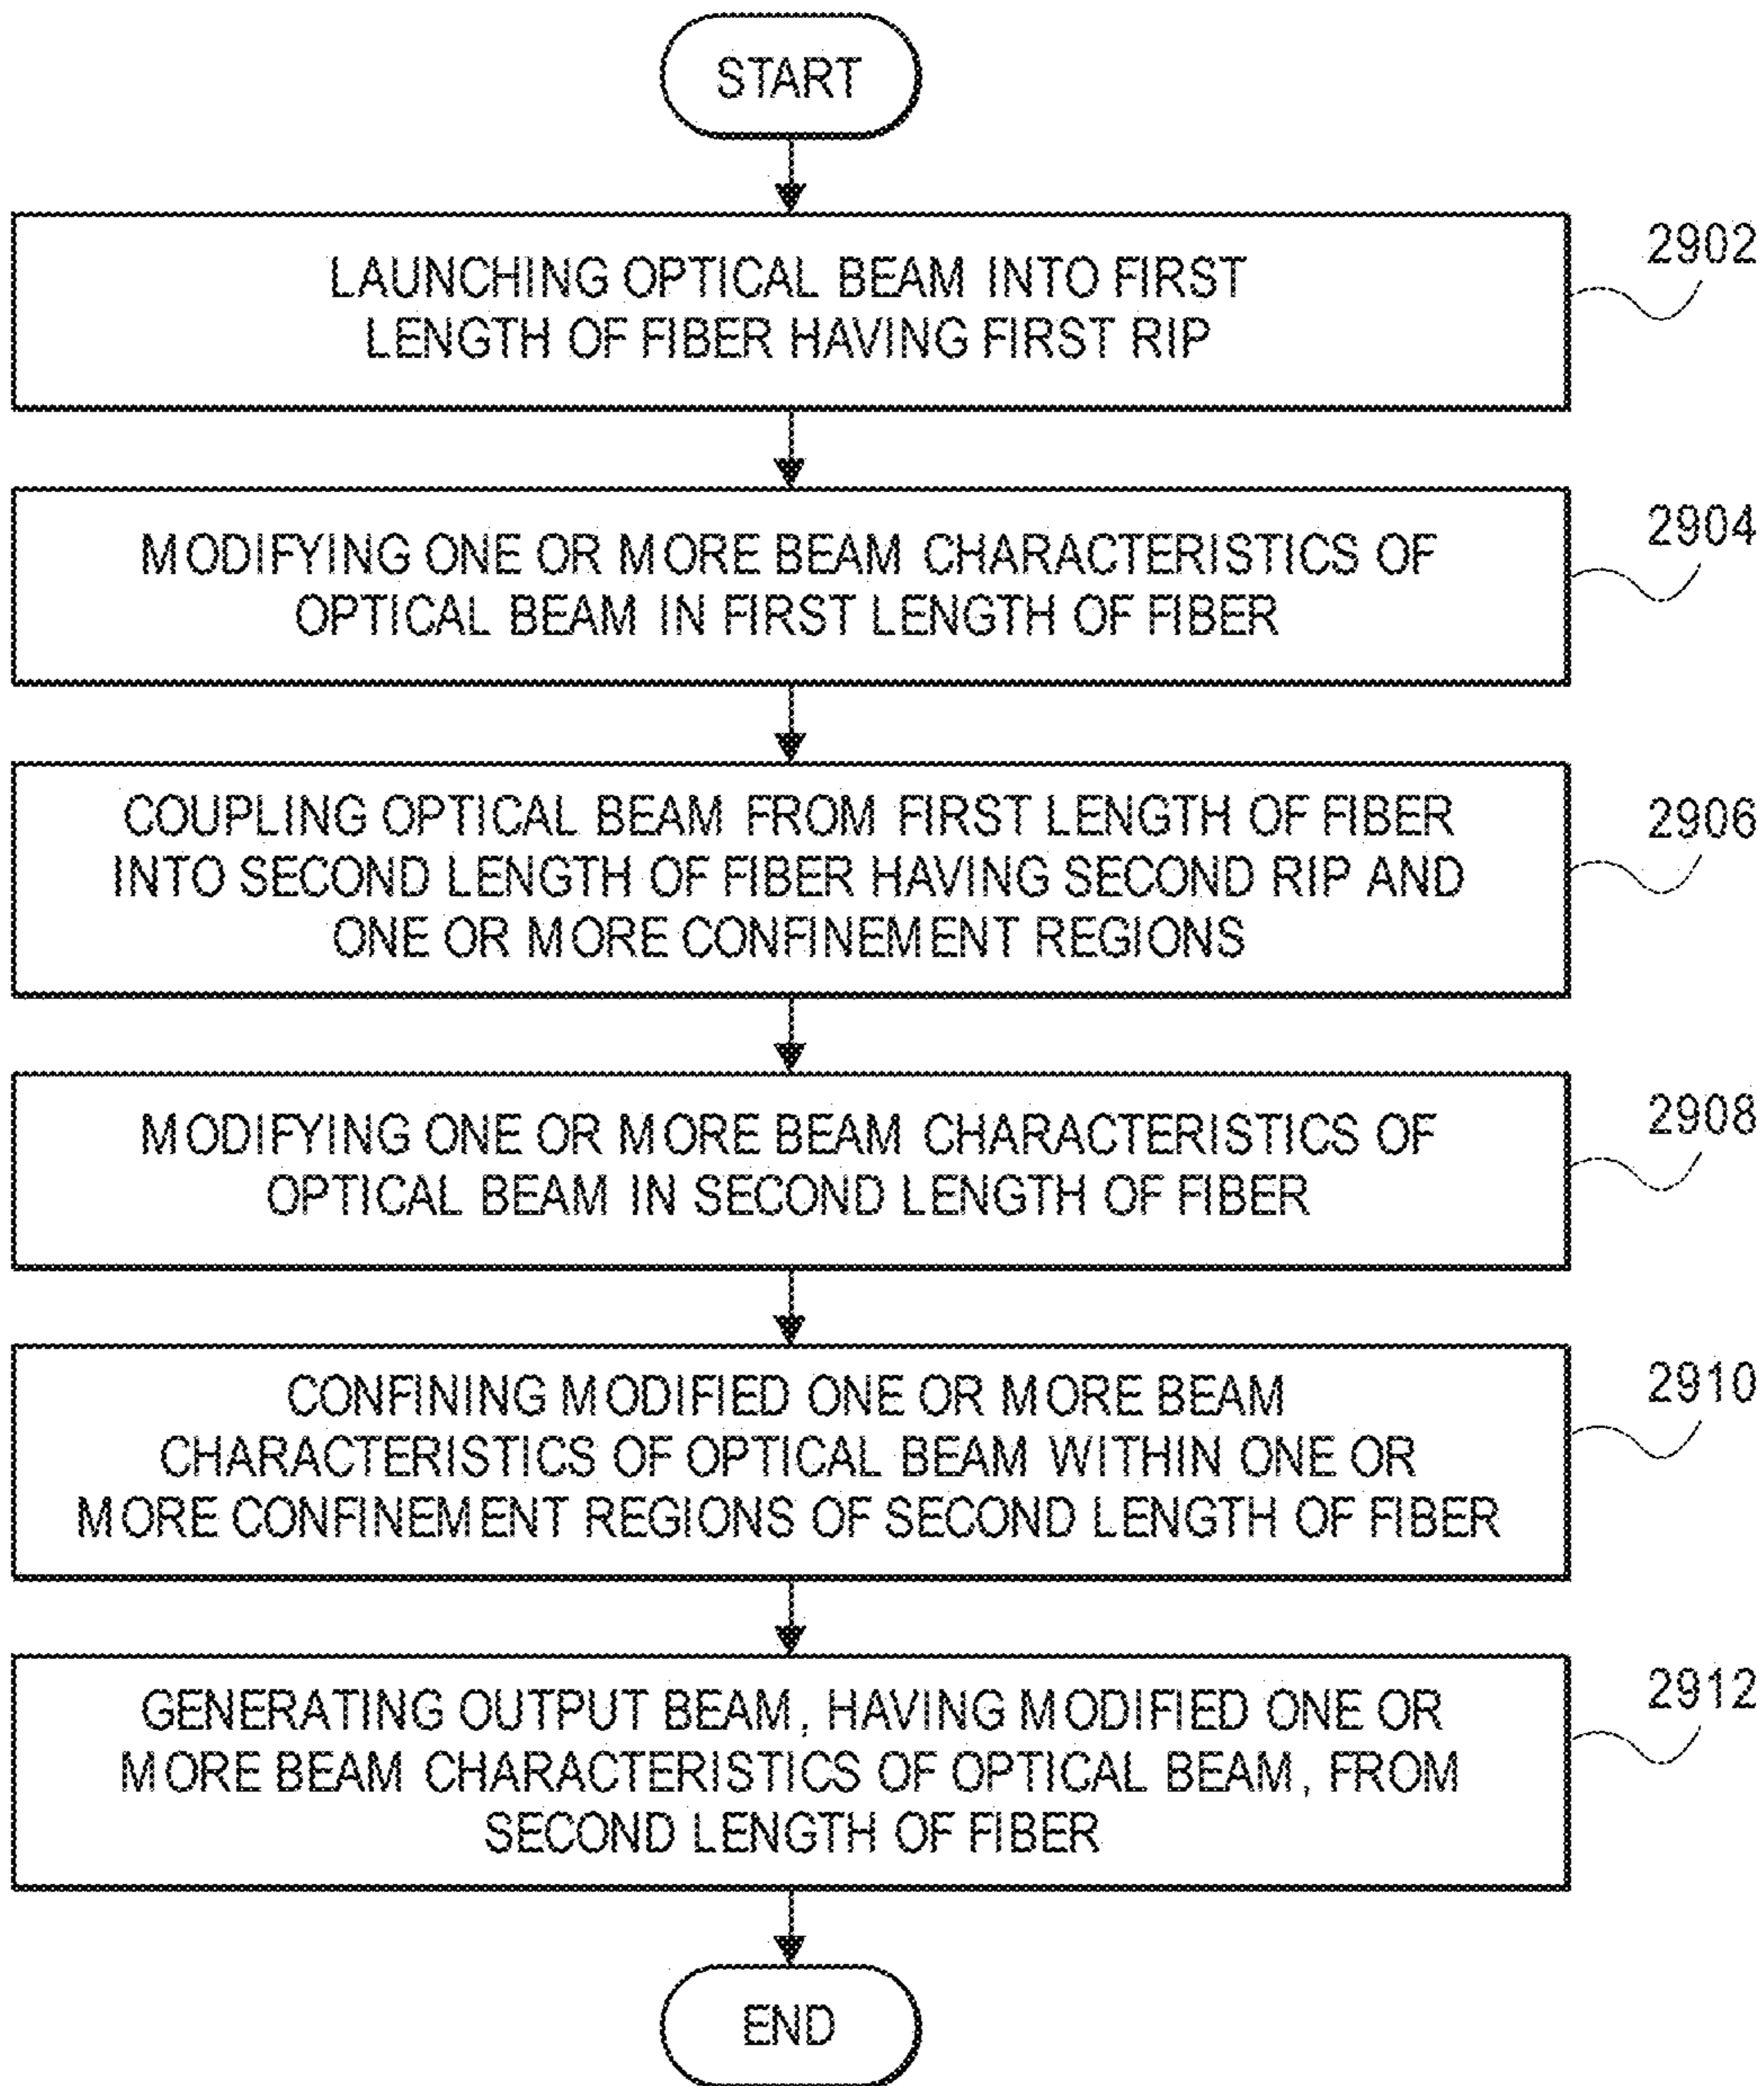 START
LAUNCHING OPTICAL BEAM INTO FIRST
LENGTH OF FIBER HAVING FIRST RIP
2902
MODIFYING ONE OR MORE BEAM CHARACTERISTICS OF
OPTICAL BEAM IN FIRST LENGTH OF FIBER
2904
COUPLING OPTICAL BEAM FROM FIRST LENGTH OF FIBER
INTO SECOND LENGTH OF FIBER HAVING SECOND RIP AND
ONE OR MORE CONFINEMENT REGIONS
2906
MODIFYING ONE OR MORE BEAM CHARACTERISTICS OF
OPTICAL BEAM IN SECOND LENGTH OF FIBER
2908
CONFINING MODIFIED ONE OR MORE BEAM
CHARACTERISTICS OF OPTICAL BEAM WITHIN ONE OR
MORE CONFINEMENT REGIONS OF SECOND LENGTH OF FIBER
2910
GENERATING OUTPUT BEAM, HAVING MODIFIED ONE OR
MORE BEAM CHARACTERISTICS OF OPTICAL BEAM, FROM
SECOND LENGTH OF FIBER
2912
END